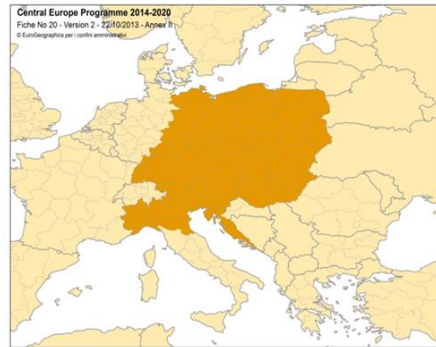 Central Europe Programme 2014-2020
Fiche No 20 - Version 2 - 22/10/2013 - Annex II
© EuroGeographics per i confini amministrativi